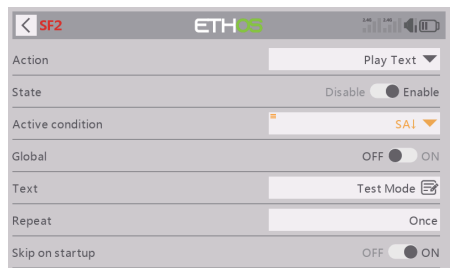 SF2 ETHOS
Action Play Text
State Disable Enable
Active condition SA↓
Global OFF ON
Text Test Mode
Repeat Once
Skip on startup OFF ON